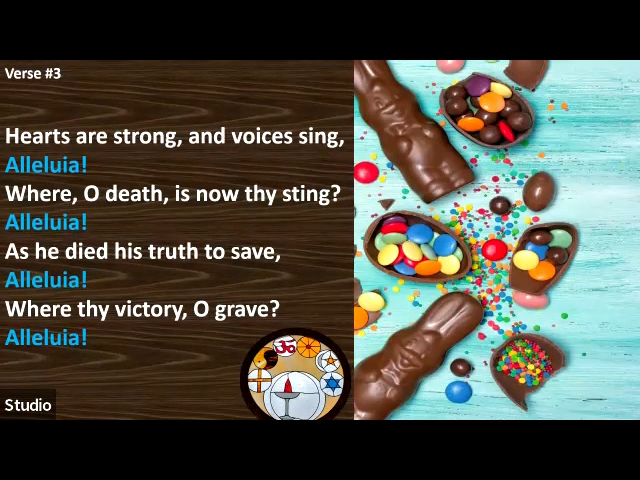 Verse #3
Hearts are strong, and voices sing,
Alleluia!
Where, O death, is now thy sting?
Alleluia!
As he died his truth to save,
Alleluia!
Where thy victory, O grave?
Alleluia!
ॐ
Studio